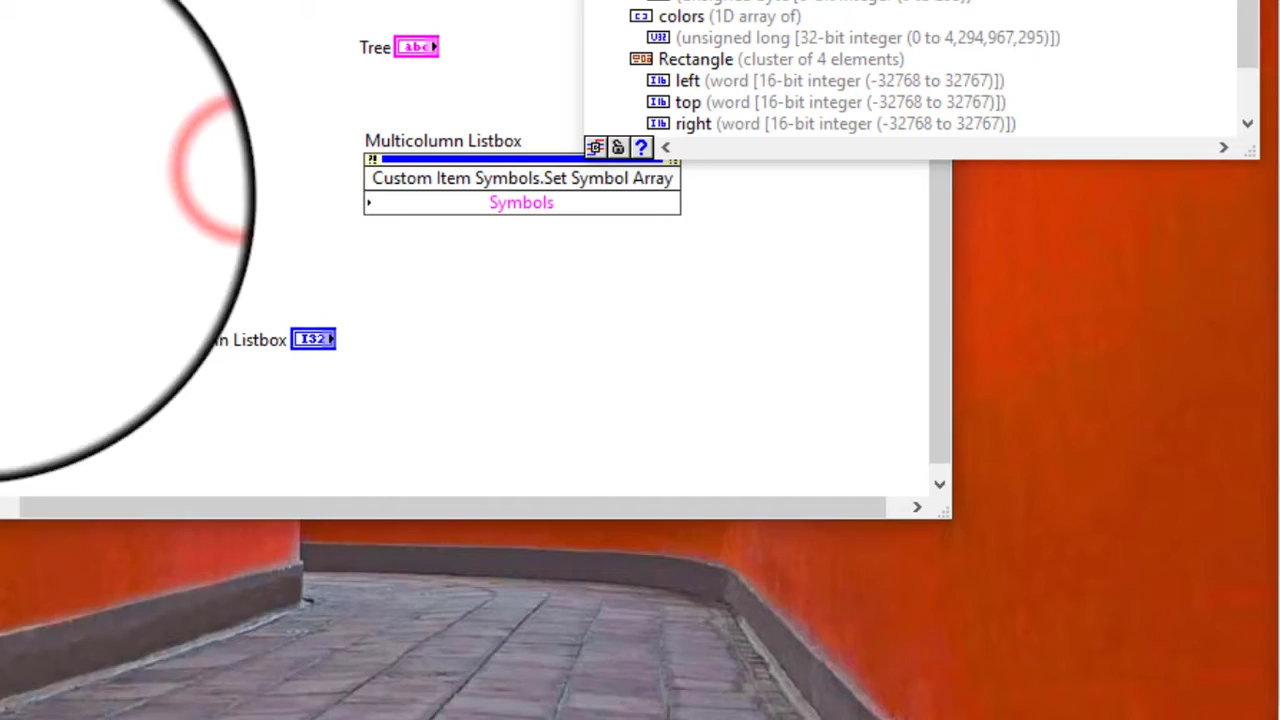 colors (1D array of)
(unsigned long [32-bit integer (0 to 4,294,967,295)])
Rectangle (cluster of 4 elements)
left (word [16-bit integer (-32768 to 32767)])
top (word [16-bit integer (-32768 to 32767)])
right (word [16-bit integer (-32768 to 32767)])
Tree abc
Multicolumn Listbox
Custom Item Symbols.Set Symbol Array
Symbols
n Listbox I32